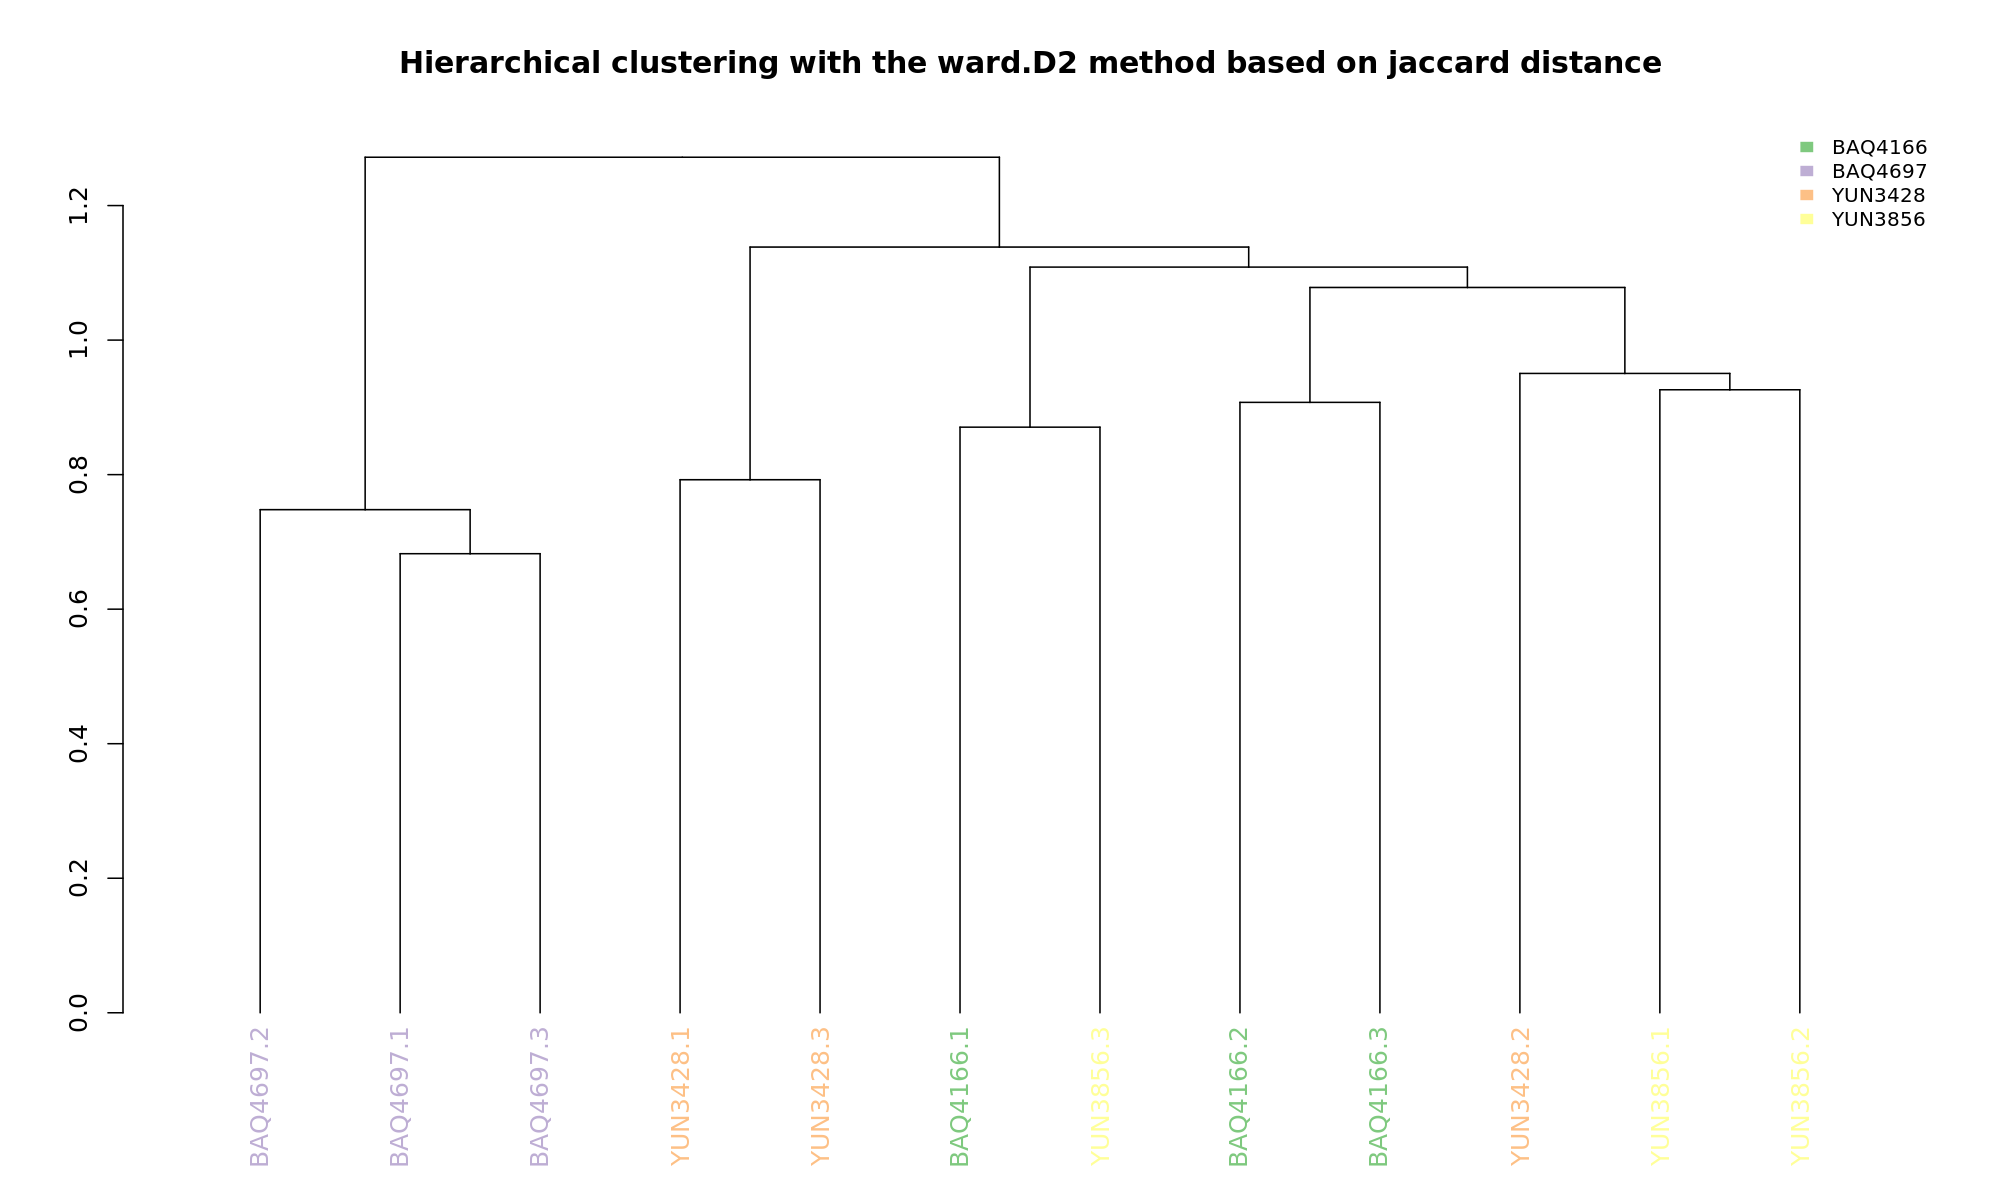 Hierarchical clustering with the ward.D2 method based on jaccard distance
BAQ4166
BAQ4697
YUN3428
YUN3856
1.2
1.0
0.8
0.6
0.4
0.2
0.0
BAQ4697.2
BAQ4697.1
BAQ4697.3
YUN3428.1
YUN3428.3
BAQ4166.1
YUN3856.3
BAQ4166.2
BAQ4166.3
YUN3428.2
YUN3856.1
YUN3856.2